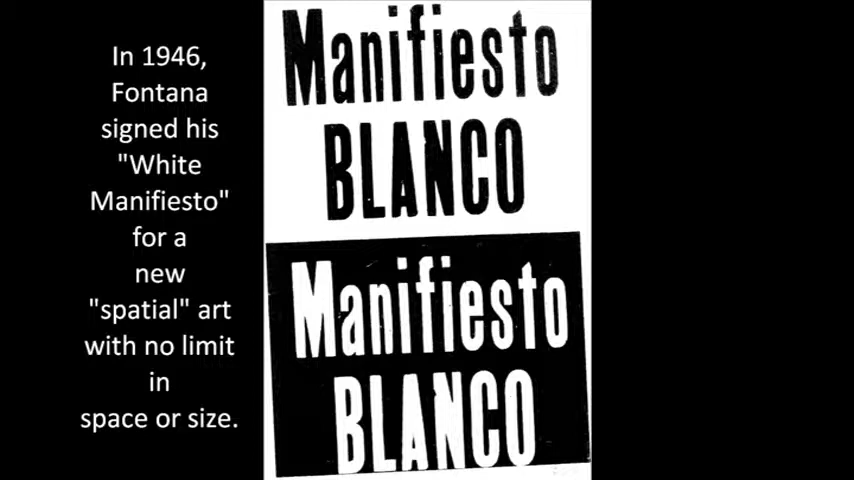 In 1946,
Fontana
signed his
"White
Manifiesto"
for a
new
"spatial" art
with no limit
in
space or size.
Manifiesto
BLANCO
Manifiesto
BLANCO